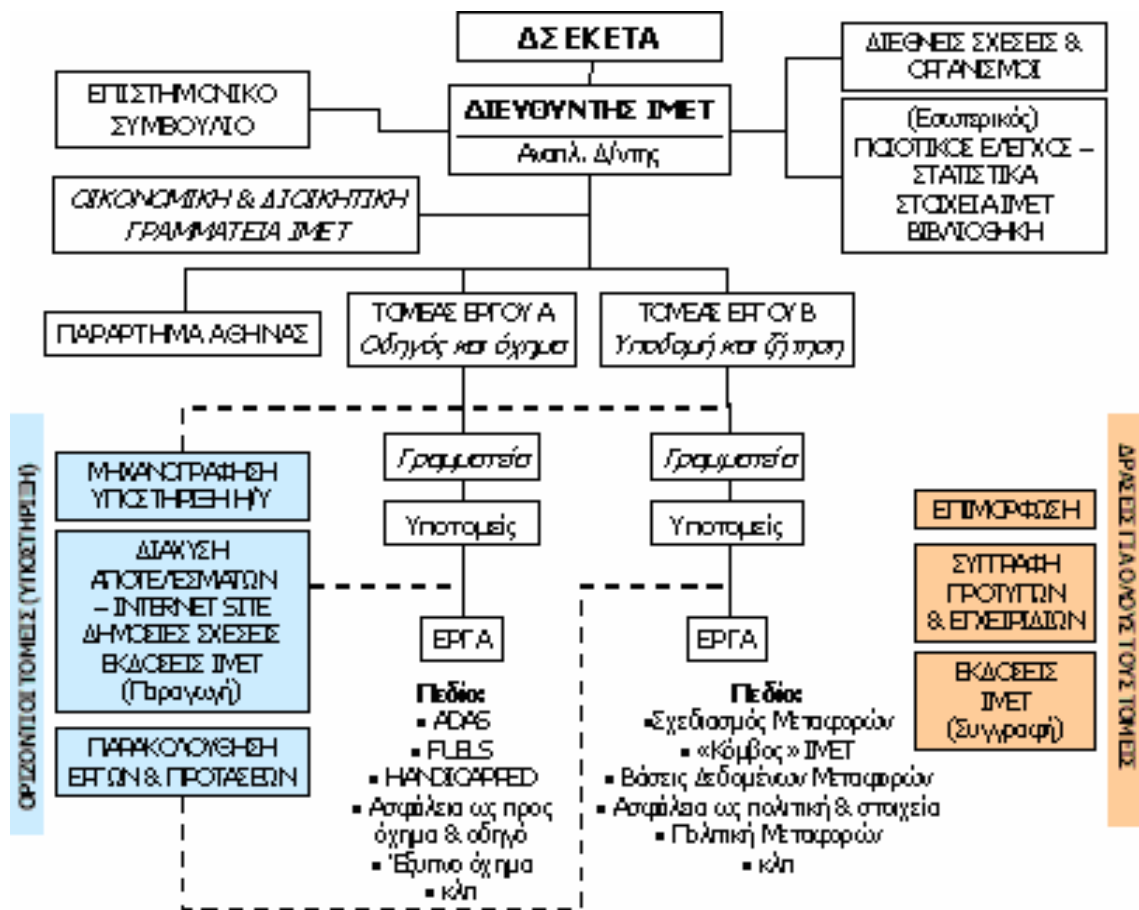 ΔΣ ΕΚΕΤΑ
ΕΠΙΣΤΗΜΟΝΙΚΟ
ΣΥΜΒΟΥΛΙΟ
ΔΙΕΥΘΥΝΤΗΣ ΙΜΕΤ
Αναπλ. Δ/ντης
ΔΙΕΘΝΕΙΣ ΣΧΕΣΕΙΣ &
ΟΡΓΑΝΙΣΜΟΙ
(Εσωτερικός)
ΠΟΙΟΤΙΚΟΣ ΕΛΕΓΧΟΣ –
ΣΤΑΤΙΣΤΙΚΑ
ΣΤΟΙΧΕΙΑ ΙΜΕΤ
ΒΙΒΛΙΟΘΗΚΗ
ΟΙΚΟΝΟΜΙΚΗ & ΔΙΟΙΚΗΤΙΚΗ
ΓΡΑΜΜΑΤΕΙΑ ΙΜΕΤ
ΠΑΡΑΡΤΗΜΑ ΑΘΗΝΑΣ
ΤΟΜΕΑΣ ΕΡΓΟΥ Α
Οδηγός και όχημα
ΤΟΜΕΑΣ ΕΡΓΟΥ Β
Υποδομή και ζήτηση
ΟΡΙΖΟΝΤΙΟΙ ΤΟΜΕΙΣ (ΥΠΟΣΤΗΡΙΞΗ)
ΜΗΧΑΝΟΓΡΑΦΗΣΗ
ΥΠΟΣΤΗΡΙΞΗ Η/Υ
ΔΙΑΧΥΣΗ
ΑΠΟΤΕΛΕΣΜΑΤΩΝ
– INTERNET SITE
ΔΗΜΟΣΙΕΣ ΣΧΕΣΕΙΣ
ΕΚΔΟΣΕΙΣ ΙΜΕΤ
(Παραγωγή)
ΠΑΡΑΚΟΛΟΥΘΗΣΗ
ΕΡΓΩΝ & ΠΡΟΤΑΣΕΩΝ
Γραμματεία
Υποτομείς
ΕΡΓΑ
Πεδίο:
▪ ADAS
▪ FUELS
▪ HANDICAPPED
▪ Ασφάλεια ως προς
όχημα & οδηγό
▪ Έξυπνο όχημα
▪ κλπ
Γραμματεία
Υποτομείς
ΕΡΓΑ
Πεδίο:
▪Σχεδιασμός Μεταφορών
▪ «Κόμβος» ΙΜΕΤ
▪ Βάσεις Δεδομένων Μεταφορών
▪ Ασφάλεια ως πολιτική & στοιχεία
▪ Πολιτική Μεταφορών
▪ κλπ
ΕΠΙΜΟΡΦΩΣΗ
ΣΥΓΓΡΑΦΗ
ΠΡΟΤΥΠΩΝ
& ΕΓΧΕΙΡΙΔΙΩΝ
ΕΚΔΟΣΕΙΣ
ΙΜΕΤ
(Συγγραφή)
ΔΡΑΣΕΙΣ ΓΙΑ ΟΛΟΥΣ ΤΟΥΣ ΤΟΜΕΙΣ